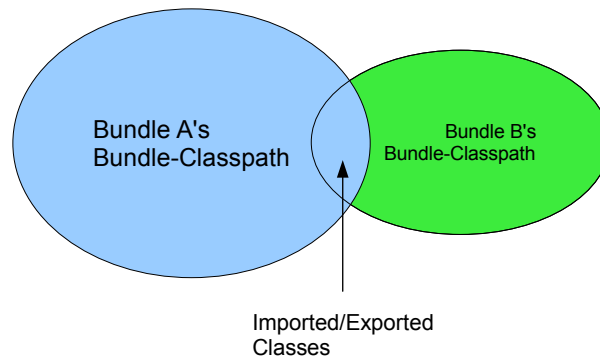 Bundle A's
Bundle-Classpath
Bundle B's
Bundle-Classpath
Imported/Exported
Classes